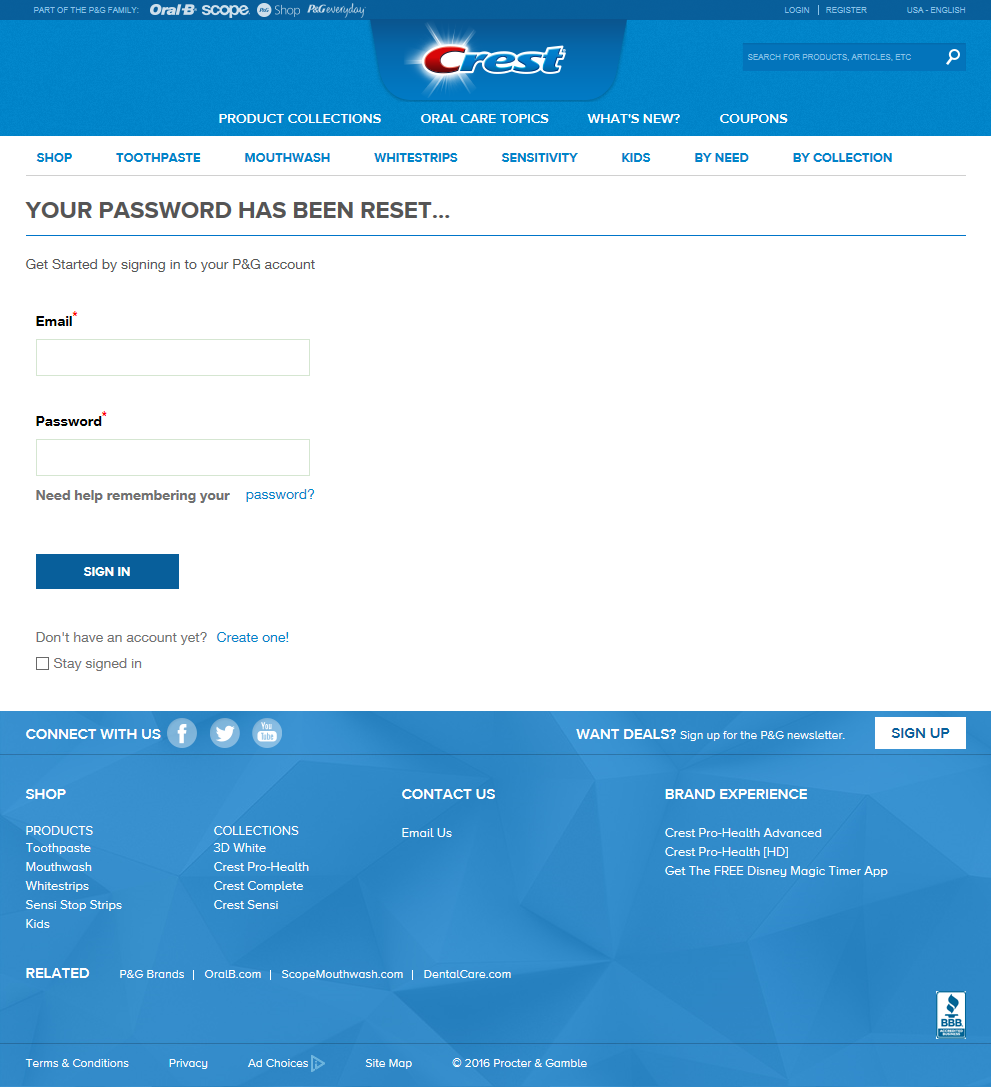 PART OF THE P&G FAMILY: Oral-B scope. P&G Shop P&G everyday LOGIN | REGISTER USA - ENGLISH
Crest
SEARCH FOR PRODUCTS, ARTICLES, ETC
PRODUCT COLLECTIONS ORAL CARE TOPICS WHAT'S NEW? COUPONS
SHOP TOOTHPASTE MOUTHWASH WHITESTRIPS SENSITIVITY KIDS BY NEED BY COLLECTION
YOUR PASSWORD HAS BEEN RESET...
Get Started by signing in to your P&G account
Email*
Password*
Need help remembering your password?
SIGN IN
Don't have an account yet? Create one!
Stay signed in
CONNECT WITH US f You Tube WANT DEALS? Sign up for the P&G newsletter. SIGN UP
SHOP CONTACT US BRAND EXPERIENCE
PRODUCTS COLLECTIONS Email Us Crest Pro-Health Advanced
Toothpaste 3D White Crest Pro-Health [HD]
Mouthwash Crest Pro-Health Get The FREE Disney Magic Timer App
Whitestrips Crest Complete
Sensi Stop Strips Crest Sensi
Kids
RELATED P&G Brands | OralB.com | ScopeMouthwash.com | DentalCare.com
BBB
ACCREDITED
BUSINESS
Terms & Conditions Privacy Ad Choices Site Map © 2016 Procter & Gamble